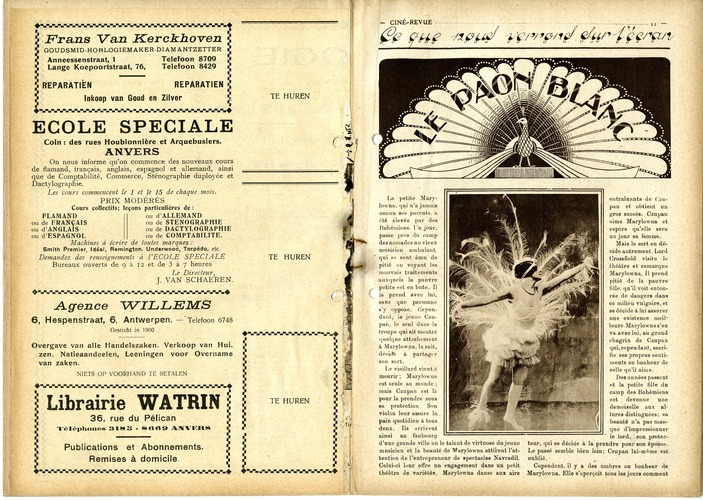 Frans Van Kerckhoven
GOUDSMID-HORLOGIEMAKER-DIAMANTZETTER
Anneessenstraat, 1 Telefoon 8709
Lange Koepoortstraat, 76, Telefoon 8429
REPARATIËN REPARATIEN
Inkoop van Goud en Zilver
ECOLE SPECIALE
Coin : des rues Houblonnière et Arquebusiers.
ANVERS
On nous informe qu'on commence des nouveaux cours
de flamand, français, anglais, espagnol et allemand, ainsi
que de Comptabilité, Commerce, Sténographie duployée et
Dactylographie.
Les cours commencent le 1 et le 15 de chaque mois.
PRIX MODÉRÉS
Cours collectifs; leçons particulières de :
FLAMAND
ou de FRANÇAIS
ou d'ANGLAIS
ou d'ESPAGNOL
ou d'ALLEMAND
ou de STENOGRAPHIE
ou de DACTYLOGRAPHIE
ou de COMPTABILITE.
Machines à écrire de toutes marques :
Smith Premier, Idéal, Remington, Underwood, Torpédo, etc.
Demandez des renseignements à l'ECOLE SPECIALE
Bureaux ouverts de 9 à 12 et de 3 à 7 heures
Le Directeur,
J. VAN SCHAEREN.
Agence WILLEMS
6, Hespenstraat, 6, Antwerpen. — Telefoon 6748
Gesticht in 1900
Overgave van alle Handelszaken. Verkoop van Hui-
zen, Natieaandeelen, Leeningen voor Overname
van zaken.
NIETS OP VOORHAND TE BETALEN
Librairie WATRIN
36, rue du Pélican
Téléphones 3185 - 8669 ANVERS
Publications et Abonnements.
Remises à domicile.
TE HUREN
TE HUREN
TE HUREN
— CINÉ-REVUE 11 —
Ce que nous verrons sur l'écran
LE PAON BLANC
La petite Mary-
lowna, qui n'a jamais
connu ses parents, a
été élevée par des
Bohémiens. Un jour,
passe près du camp
des nomades un vieux
musicien ambulant
qui se sent ému de
pitié en voyant les
mauvais traitements
auxquels la pauvre
petite est en butte. Il
la prend avec lui,
sans que personne
s'y oppose. Cepen-
dant, le jeune Czu-
pan, le seul dans la
troupe qui ait montré
quelque attachement
à Marylowna, la suit,
décidé à partager
son sort.
Le vieillard vient à
mourir; Marylowna
est seule au monde;
mais Czupan est là
pour la prendre sous
sa protection. Son
violon leur assure le
pain quotidien à tous
deux. Ils arrivent
ainsi au faubourg
d'une grande ville où le talent de virtuose du jeune
musicien et la beauté de Marylowna attirent l'at-
tention de l'entrepreneur de spectacles Navradil.
Celui-ci leur offre un engagement dans un petit
théâtre de variétés. Marylowna danse aux airs
entraînants de Czu-
pan et obtient un
gros succès. Czupan
aime Marylowna et
espère qu'elle sera
un jour sa femme.
Mais le sort en dé-
cide autrement. Lord
Crossfield visite le
théâtre et remarque
Marylowna. Il prend
pitié de la pauvre
fille, qu'il voit entou-
rée de dangers dans
ce milieu vulgaire, et
se décide à lui assurer
une existence meil-
leure. Marylowna s'en
va avec lui, au grand
chagrin de Czupan
qui, cependant, sacri-
fie ses propres senti-
ments au bonheur de
celle qu'il aime.
Des années passent
et la petite fille du
camp des Bohémiens
est devenue une
demoiselle aux al-
lures distinguées; sa
beauté n'a pas man-
qué d'impressionner
le lord, son protec-
teur, qui se décide à la prendre pour son épouse.
Le passé semble bien loin; Czupan lui-même est
oublié.
Cependant, il y a des ombres au bonheur de
Marylowna. Elle s'aperçoit tous les jours comment